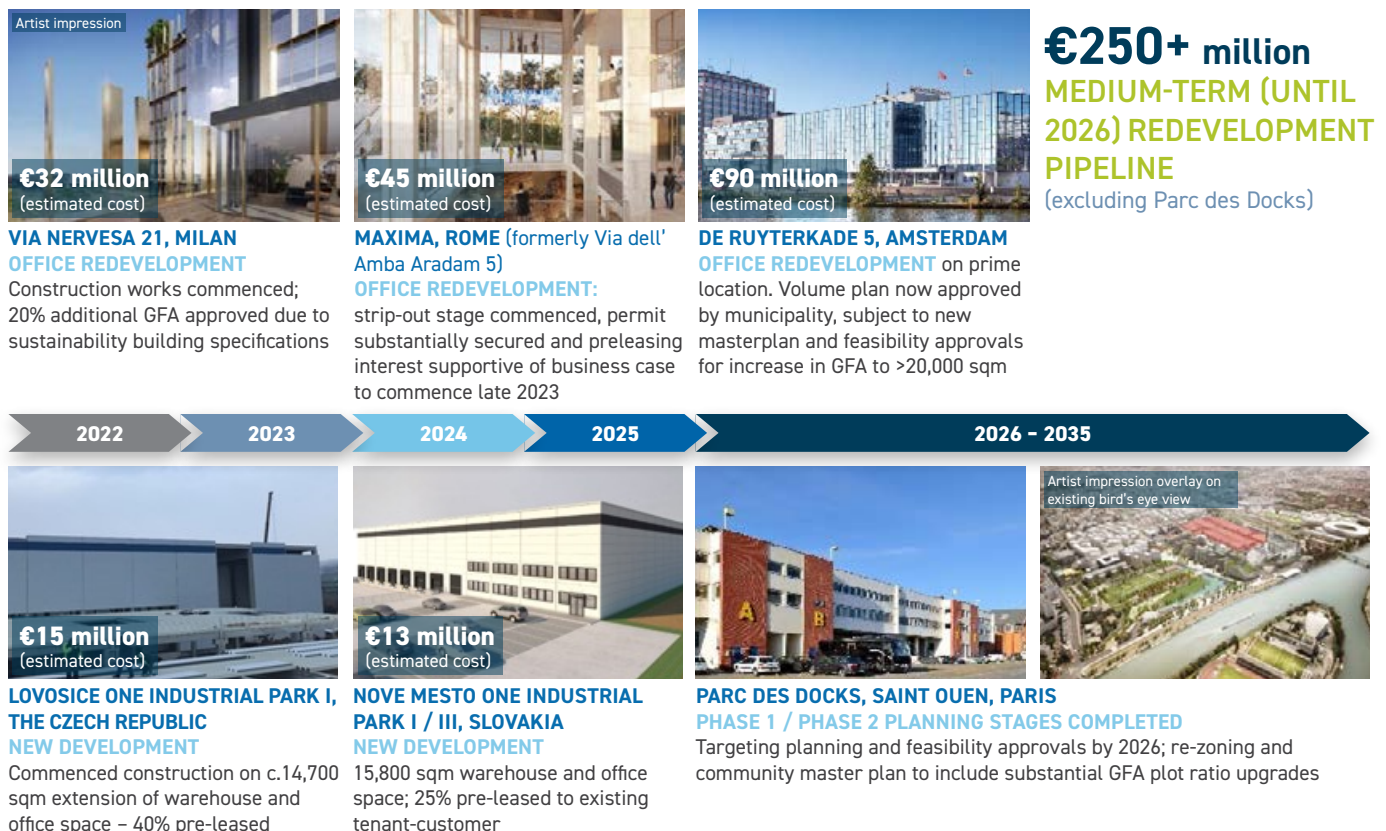 Artist impression
€32 million
(estimated cost)
VIA NERVESA 21, MILAN
OFFICE REDEVELOPMENT
Construction works commenced;
20% additional GFA approved due to
sustainability building specifications
€45 million
(estimated cost)
MAXIMA, ROME (formerly Via dell'
Amba Aradam 5)
OFFICE REDEVELOPMENT:
strip-out stage commenced, permit
substantially secured and preleasing
interest supportive of business case
to commence late 2023
€90 million
(estimated cost)
DE RUYTERKADE 5, AMSTERDAM
OFFICE REDEVELOPMENT on prime
location. Volume plan now approved
by municipality, subject to new
masterplan and feasibility approvals
for increase in GFA to >20,000 sqm
€250+ million
MEDIUM-TERM (UNTIL
2026) REDEVELOPMENT
PIPELINE
(excluding Parc des Docks)
2022
2023
2024
2025
2026 – 2035
€15 million
(estimated cost)
LOVOSICE ONE INDUSTRIAL PARK I,
THE CZECH REPUBLIC
NEW DEVELOPMENT
Commenced construction on c.14,700
sqm extension of warehouse and
office space – 40% pre-leased
€13 million
(estimated cost)
NOVE MESTO ONE INDUSTRIAL
PARK I / III, SLOVAKIA
NEW DEVELOPMENT
15,800 sqm warehouse and office
space; 25% pre-leased to existing
tenant-customer
A
B
Artist impression overlay on
existing bird's eye view
PARC DES DOCKS, SAINT OUEN, PARIS
PHASE 1 / PHASE 2 PLANNING STAGES COMPLETED
Targeting planning and feasibility approvals by 2026; re-zoning and
community master plan to include substantial GFA plot ratio upgrades